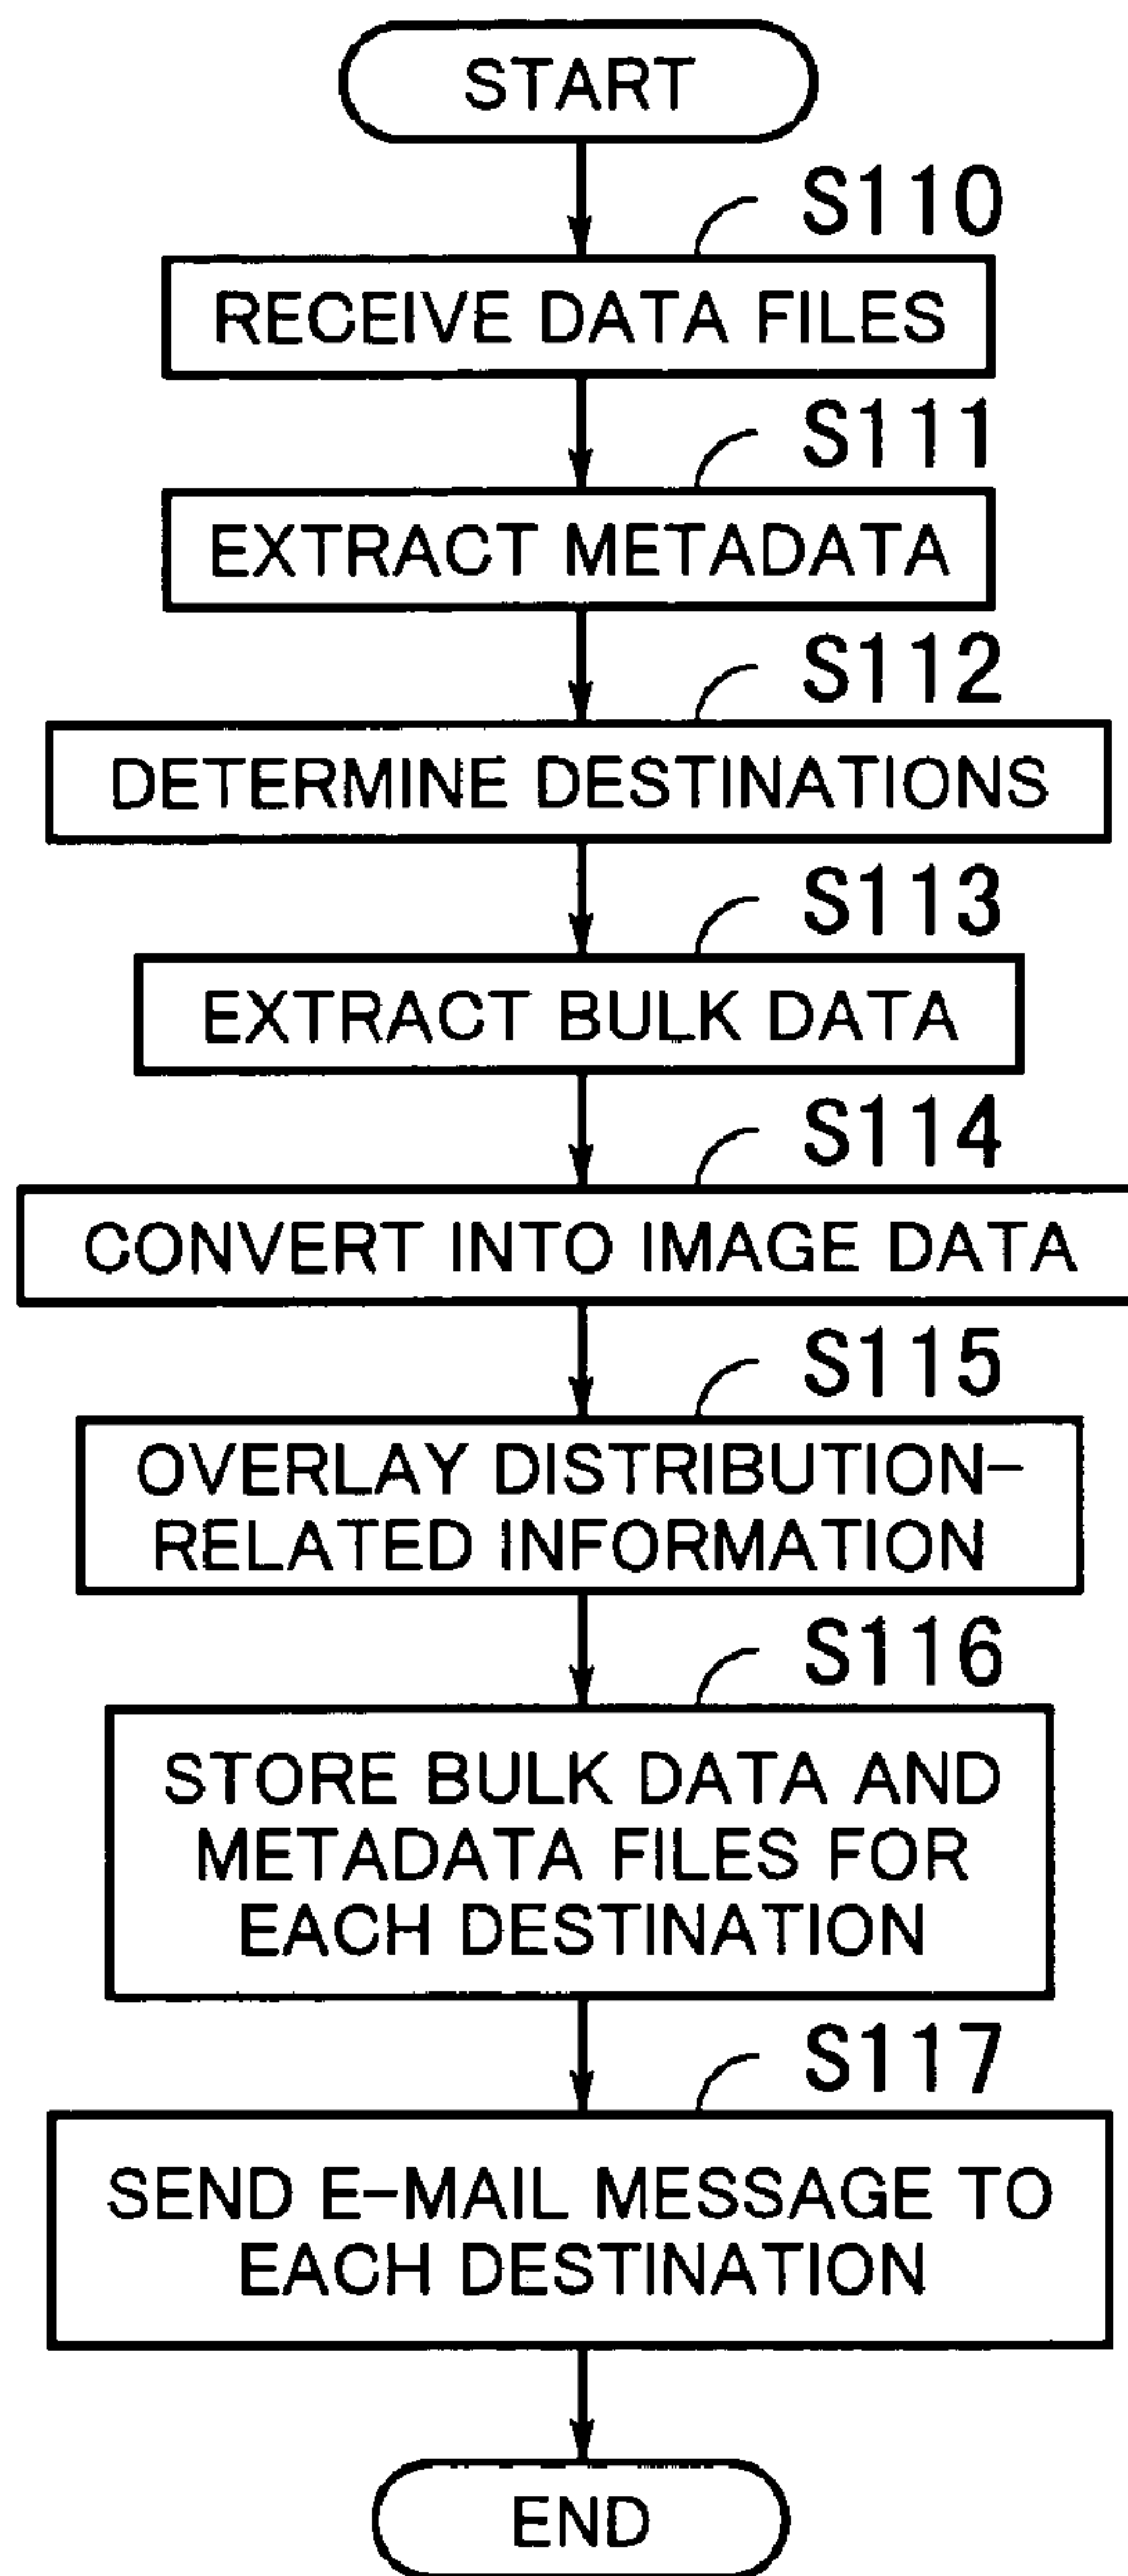 START
S110
RECEIVE DATA FILES
S111
EXTRACT METADATA
S112
DETERMINE DESTINATIONS
S113
EXTRACT BULK DATA
S114
CONVERT INTO IMAGE DATA
S115
OVERLAY DISTRIBUTION-
RELATED INFORMATION
S116
STORE BULK DATA AND
METADATA FILES FOR
EACH DESTINATION
S117
SEND E-MAIL MESSAGE TO
EACH DESTINATION
END